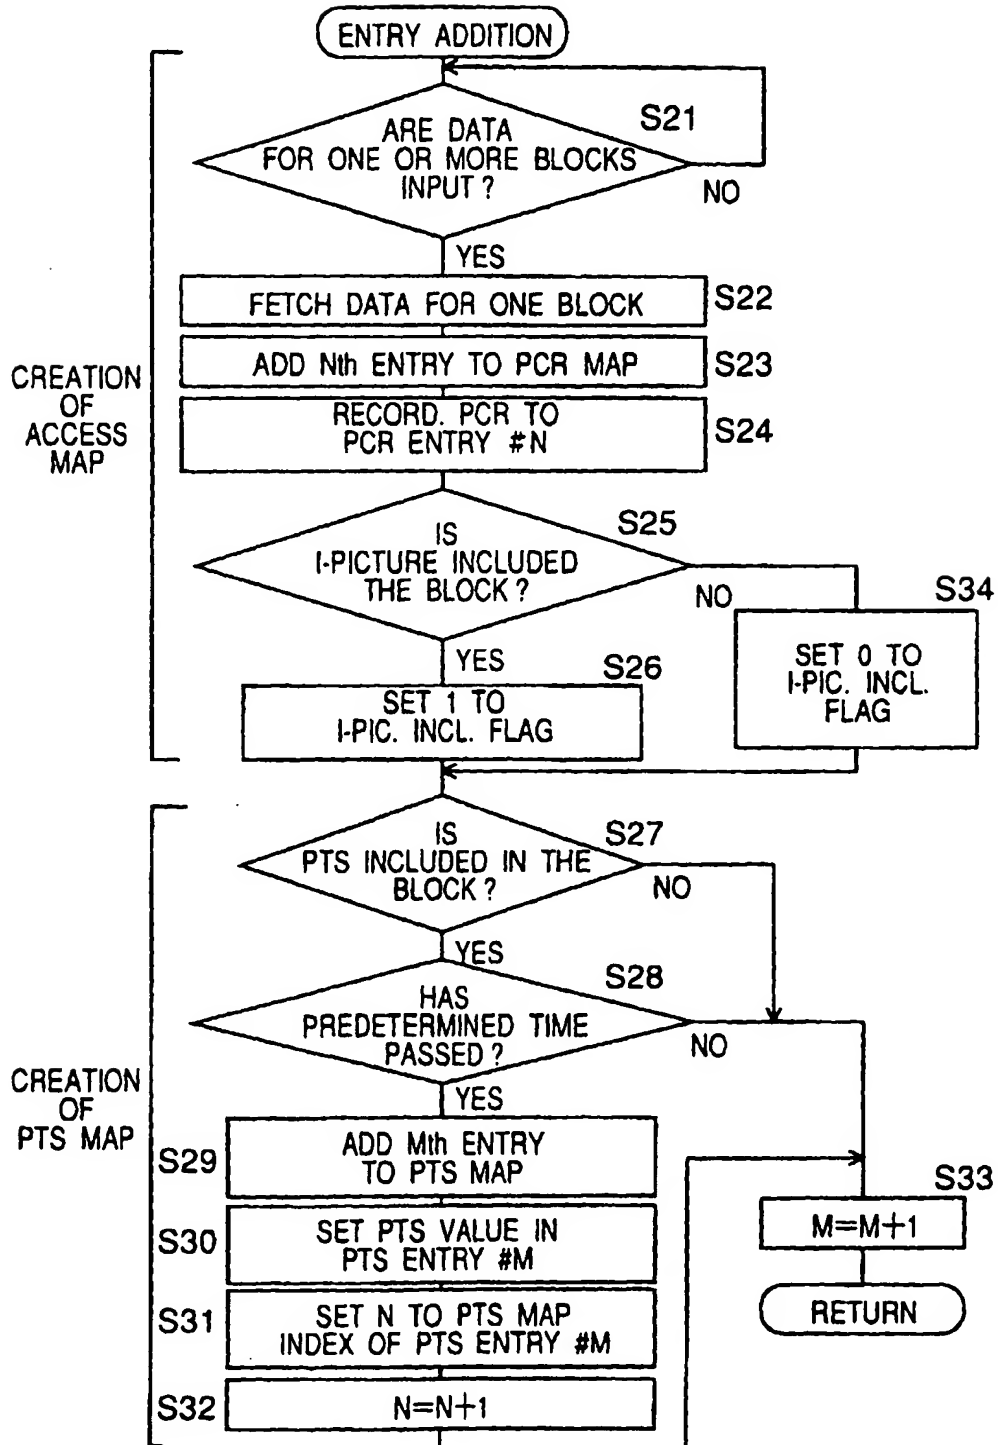 ENTRY ADDITION
S21
ARE DATA
FOR ONE OR MORE BLOCKS
INPUT ?
NO
YES
FETCH DATA FOR ONE BLOCK
S22
ADD Nth ENTRY TO PCR MAP
S23
RECORD. PCR TO
PCR ENTRY #N
S24
CREATION
OF
ACCESS
MAP
S25
IS
I-PICTURE INCLUDED
THE BLOCK ?
NO
S34
YES
S26
SET 0 TO
I-PIC. INCL.
FLAG
SET 1 TO
I-PIC. INCL. FLAG
S27
IS
PTS INCLUDED IN THE
BLOCK ?
NO
YES
S28
HAS
PREDETERMINED TIME
PASSED ?
NO
YES
CREATION
OF
PTS MAP
S29
ADD Mth ENTRY
TO PTS MAP
S33
M=M+1
S30
SET PTS VALUE IN
PTS ENTRY #M
RETURN
S31
SET N TO PTS MAP
INDEX OF PTS ENTRY #M
S32
N=N+1